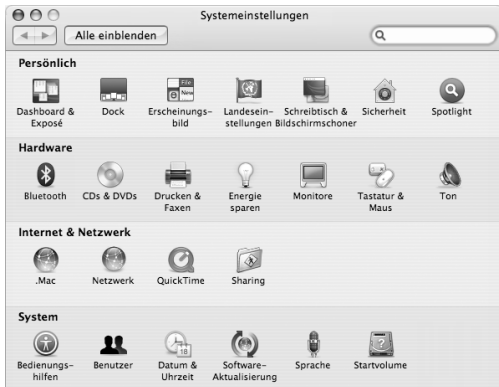 Systemeinstellungen
Alle einblenden
Persönlich
Dashboard & Exposé
Dock
Erscheinungs-
bild
Landesein-
stellungen
Schreibtisch &
Bildschirmschoner
Sicherheit
Spotlight
Hardware
Bluetooth
CDs & DVDs
Drucken &
Faxen
Energie
sparen
Monitore
Tastatur &
Maus
Ton
Internet & Netzwerk
.Mac
Netzwerk
QuickTime
Sharing
System
Bedienungs-
hilfen
Benutzer
Datum &
Uhrzeit
Software-
Aktualisierung
Sprache
Startvolume